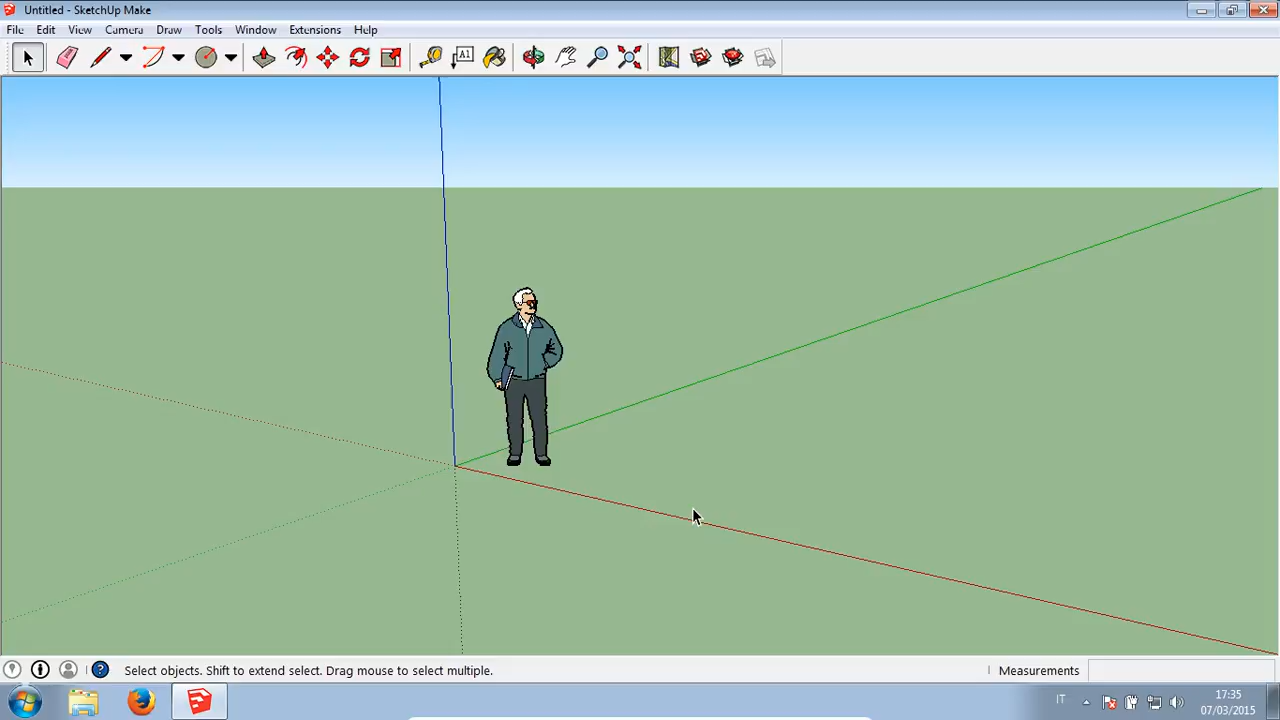 Untitled - SketchUp Make
File Edit View Camera Draw Tools Window Extensions Help
A1
Select objects. Shift to extend select. Drag mouse to select multiple.
Measurements
IT
17:35
07/03/2015